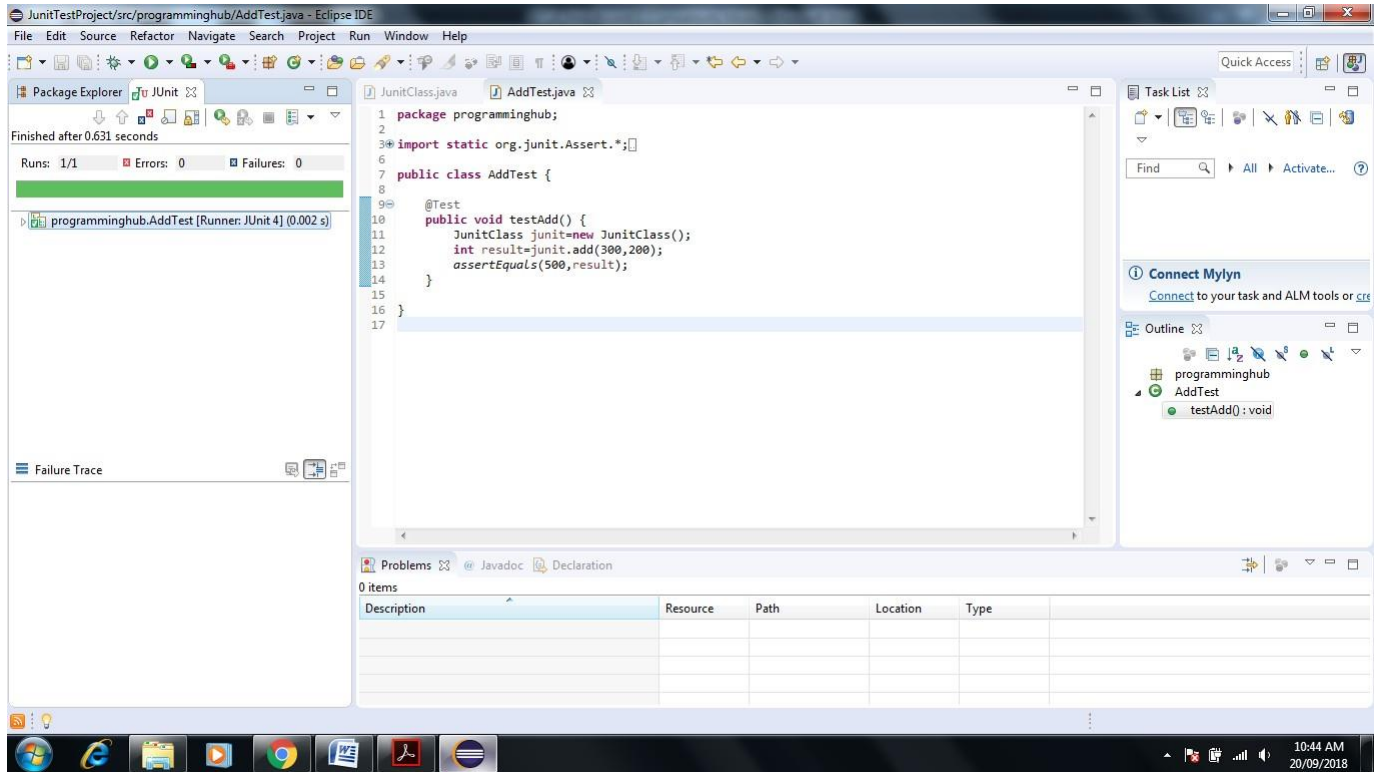 JunitTestProject/src/programminghub/AddTest.java - Eclipse IDE
File Edit Source Refactor Navigate Search Project Run Window Help
Quick Access
Package Explorer JUnit
Finished after 0.631 seconds
Runs: 1/1 Errors: 0 Failures: 0
programminghub.AddTest [Runner: JUnit 4] (0.002 s)
Failure Trace
JunitClass.java AddTest.java
1 package programminghub;
2
3 import static org.junit.Assert.*;
6
7 public class AddTest {
8
9 @Test
10 public void testAdd() {
11 JunitClass junit=new JunitClass();
12 int result=junit.add(300,200);
13 assertEquals(500,result);
14 }
15
16 }
17
Task List
Find All Activate...
Connect Mylyn
Connect to your task and ALM tools or cre
Outline
programminghub
AddTest
testAdd() : void
Problems Javadoc Declaration
0 items
Description Resource Path Location Type
10:44 AM
20/09/2018